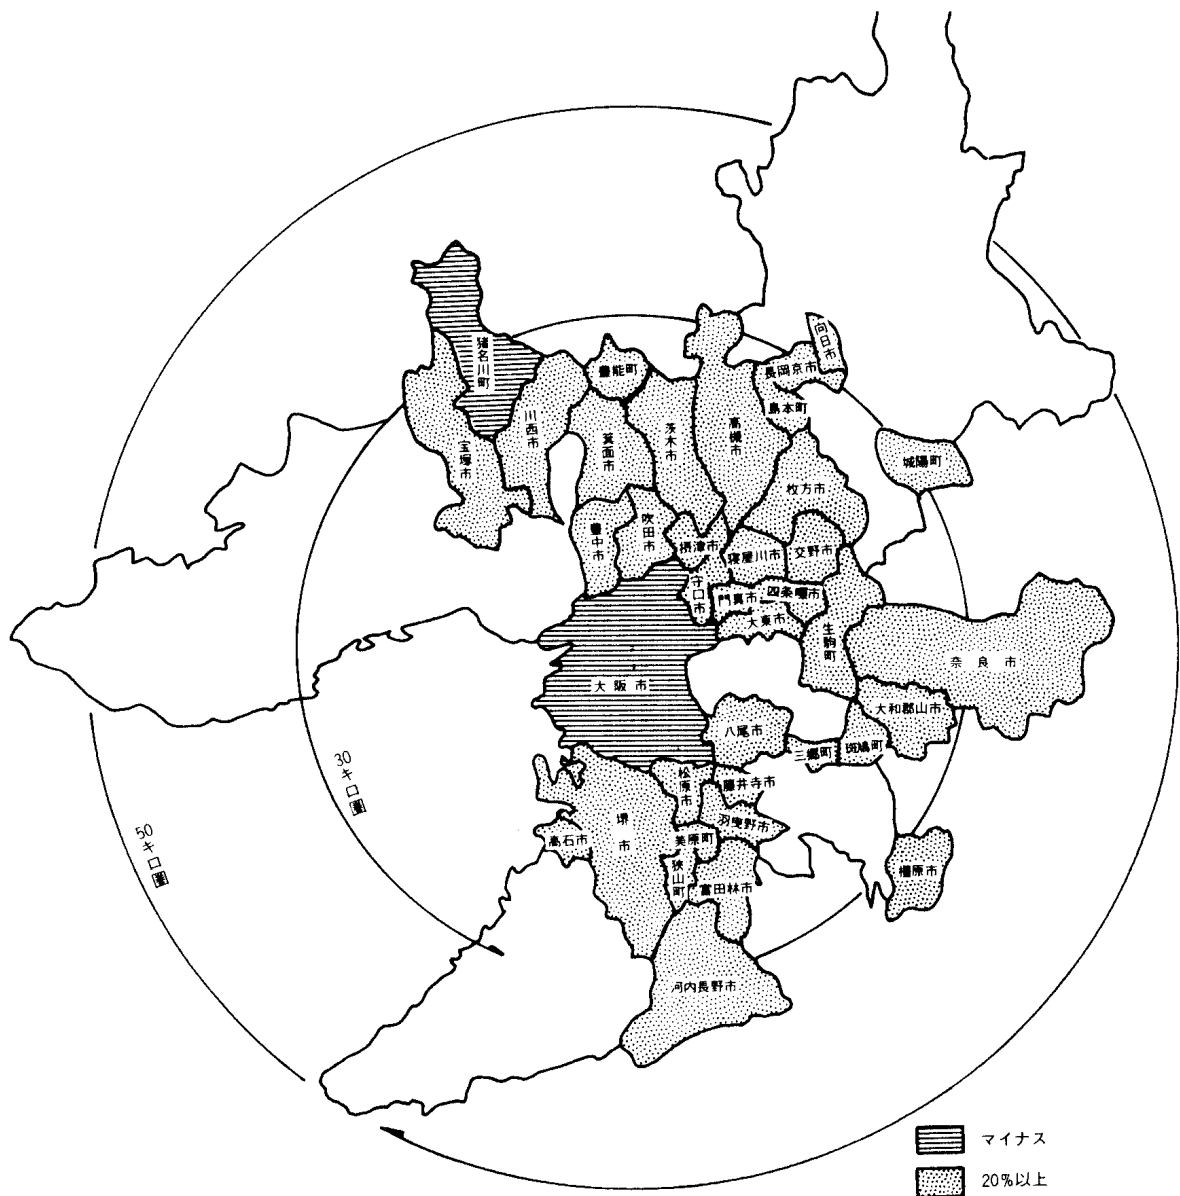 向日市
猪名川町
豊能町
長岡京市
島本町
川西市
茨木市
高槻市
箕面市
宝塚市
城陽町
枚方市
吹田市
豊中市
摂津市
寝屋川市
交野市
守口市
門真市
四条畷市
大東市
生駒町
奈良市
大阪市
大和郡山市
八尾市
斑鳩町
三郷町
松原市
藤井寺市
30キロ圏
堺市
羽曳野市
高石市
美原町
50キロ圏
狭山町
富田林市
橿原市
河内長野市
マイナス
20%以上